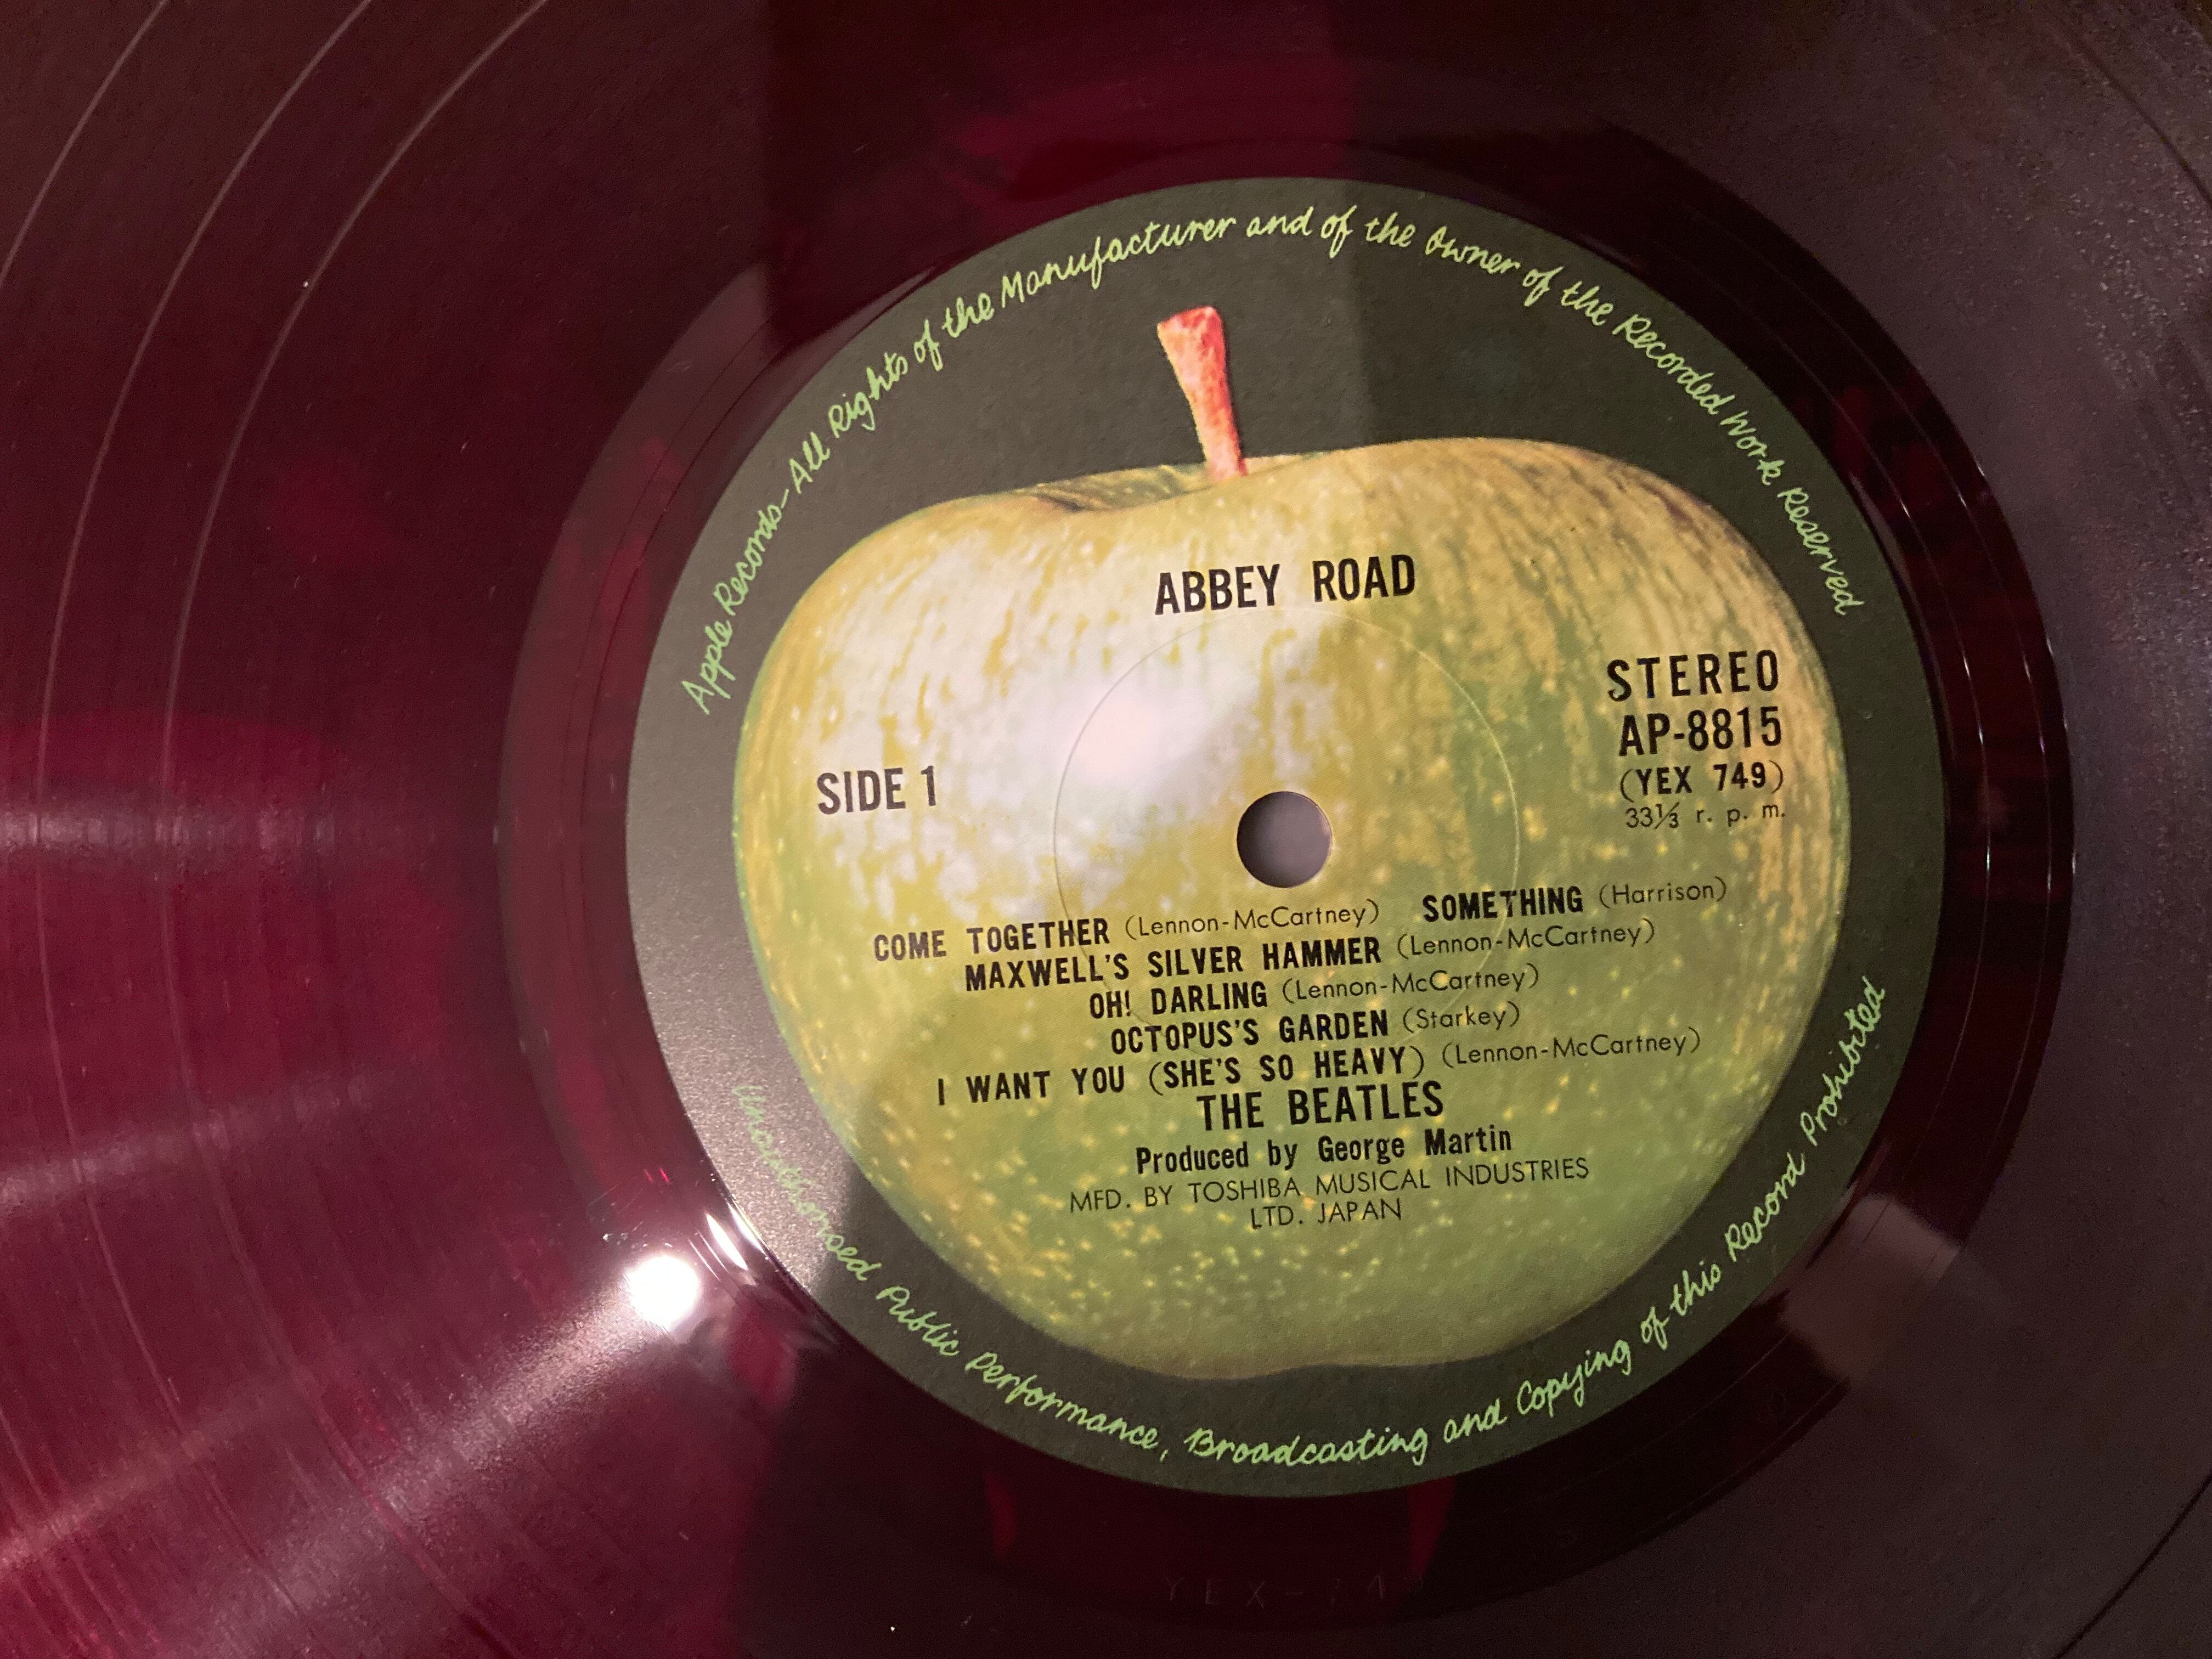 Apple Records-All Rights of the Manufacturer and of the Owner of the Recorded Work Reserved
ABBEY ROAD
STEREO
AP-8815
(YEX 749)
33⅓ r. p. m.
SIDE 1
COME TOGETHER (Lennon-McCartney) SOMETHING (Harrison)
MAXWELL'S SILVER HAMMER (Lennon-McCartney)
OH! DARLING (Lennon-McCartney)
OCTOPUS'S GARDEN (Starkey)
I WANT YOU (SHE'S SO HEAVY) (Lennon-McCartney)
THE BEATLES
Produced by George Martin
MFD. BY TOSHIBA MUSICAL INDUSTRIES
LTD. JAPAN
Unauthorised Public Performance, Broadcasting and Copying of this Record Prohibited
YEX-74